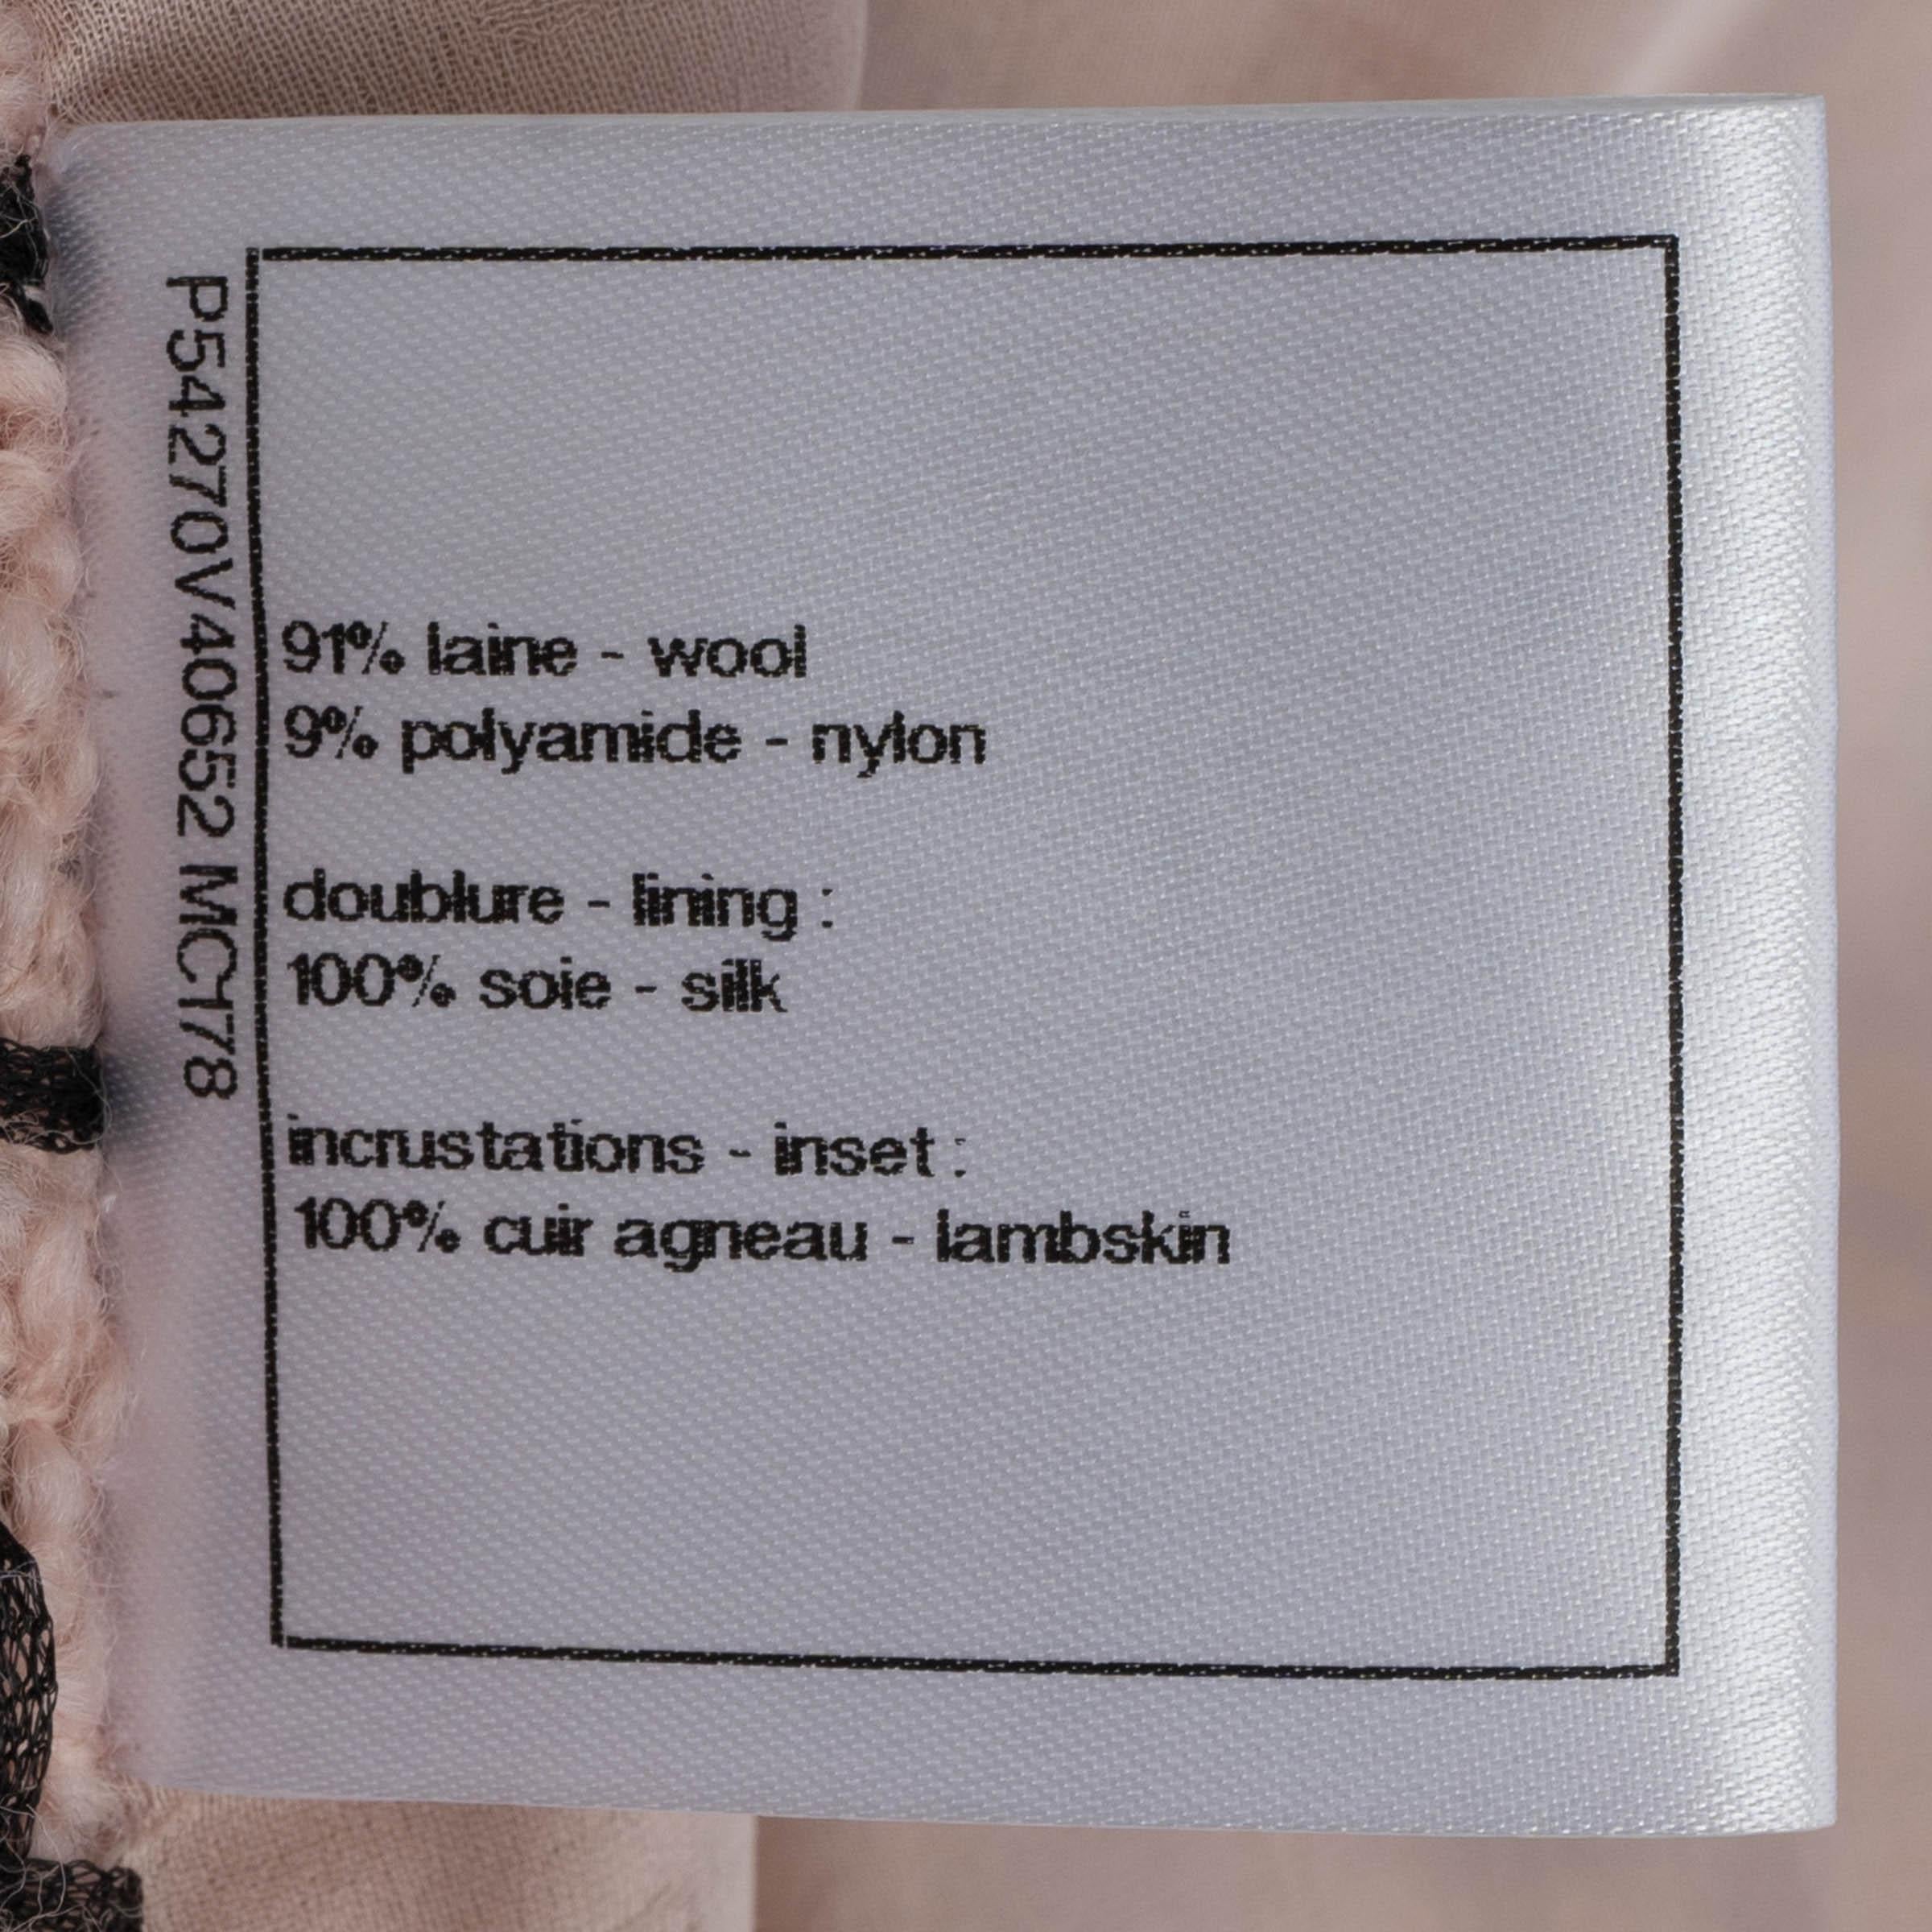 P54270V40652 MC178
91% laine - wool
9% polyamide - nylon
doublure - lining :
100% soie - silk
incrustations - inset :
100% cuir agneau - lambskin